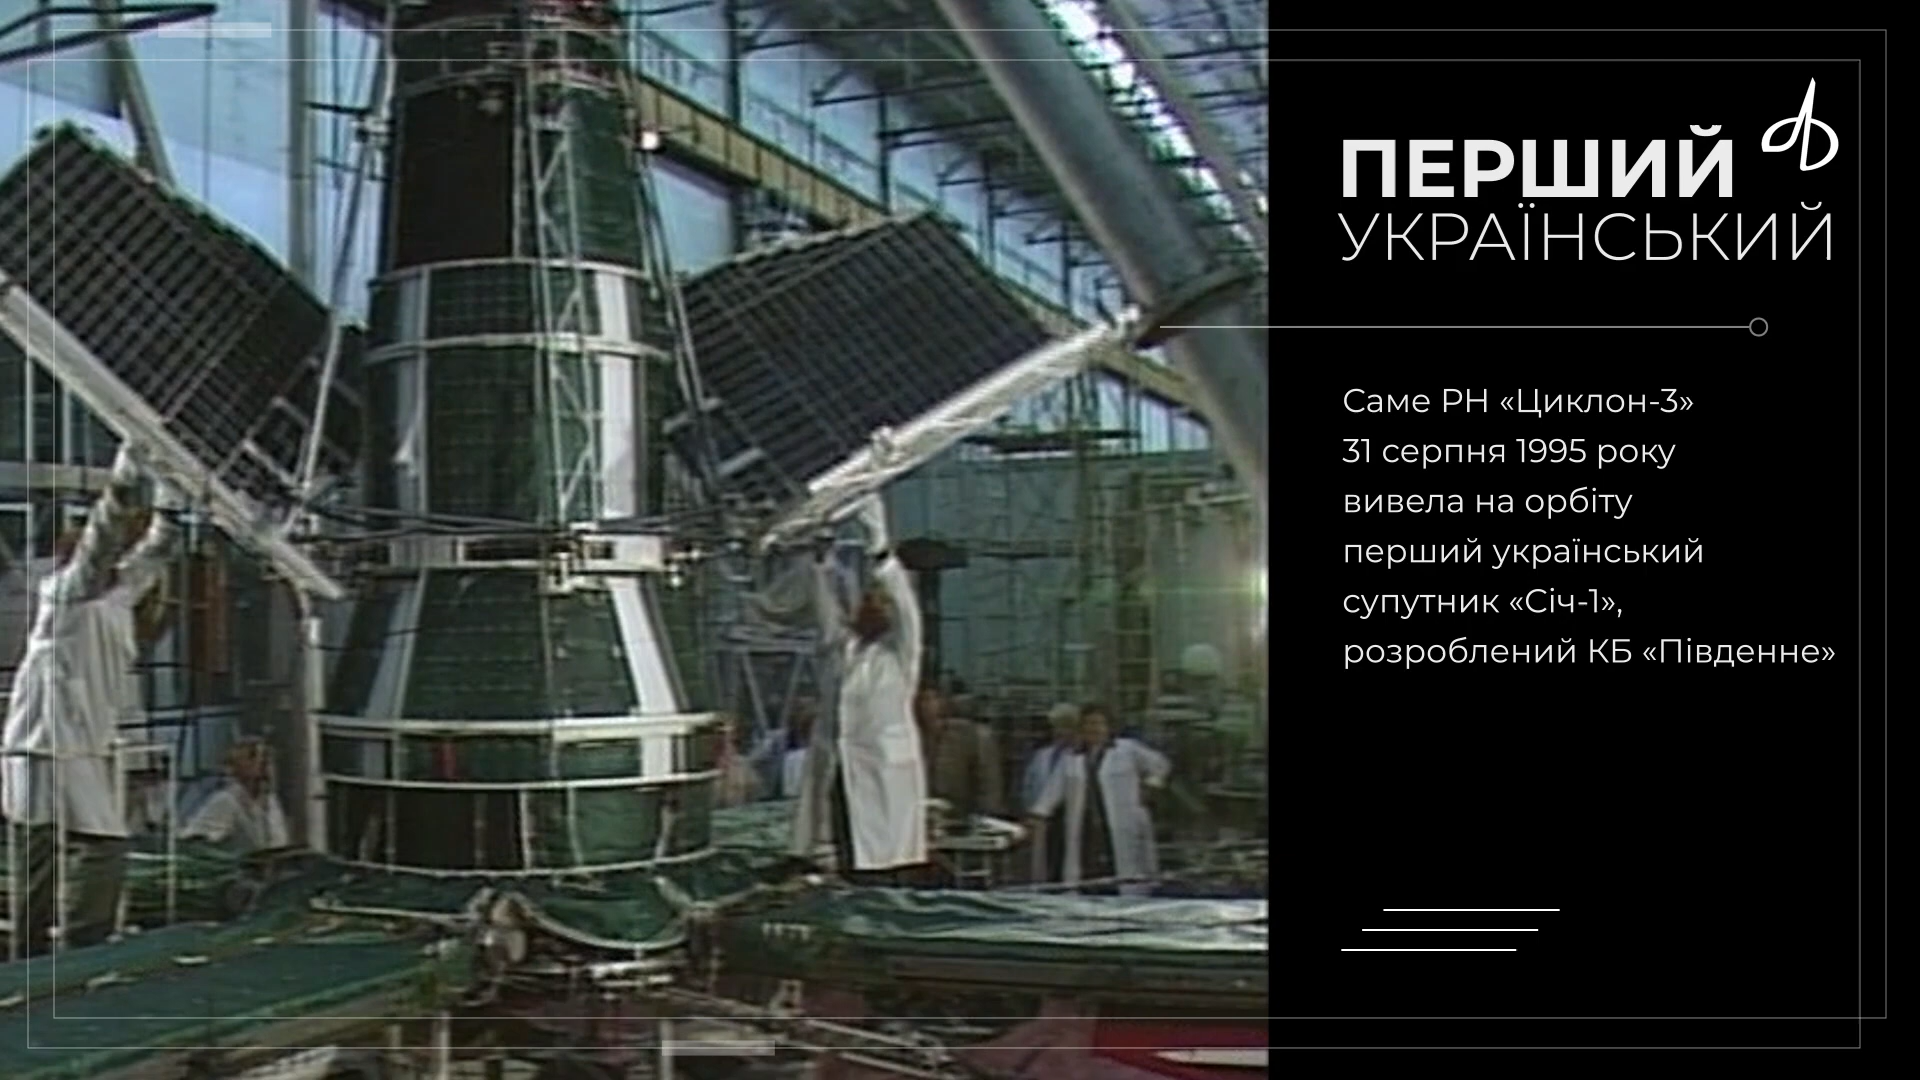 ПЕРШИЙ
УКРАЇНСЬКИЙ
Саме РН «Циклон-3»
31 серпня 1995 року
вивела на орбіту
перший український
супутник «Січ-1»,
розроблений КБ «Південне»